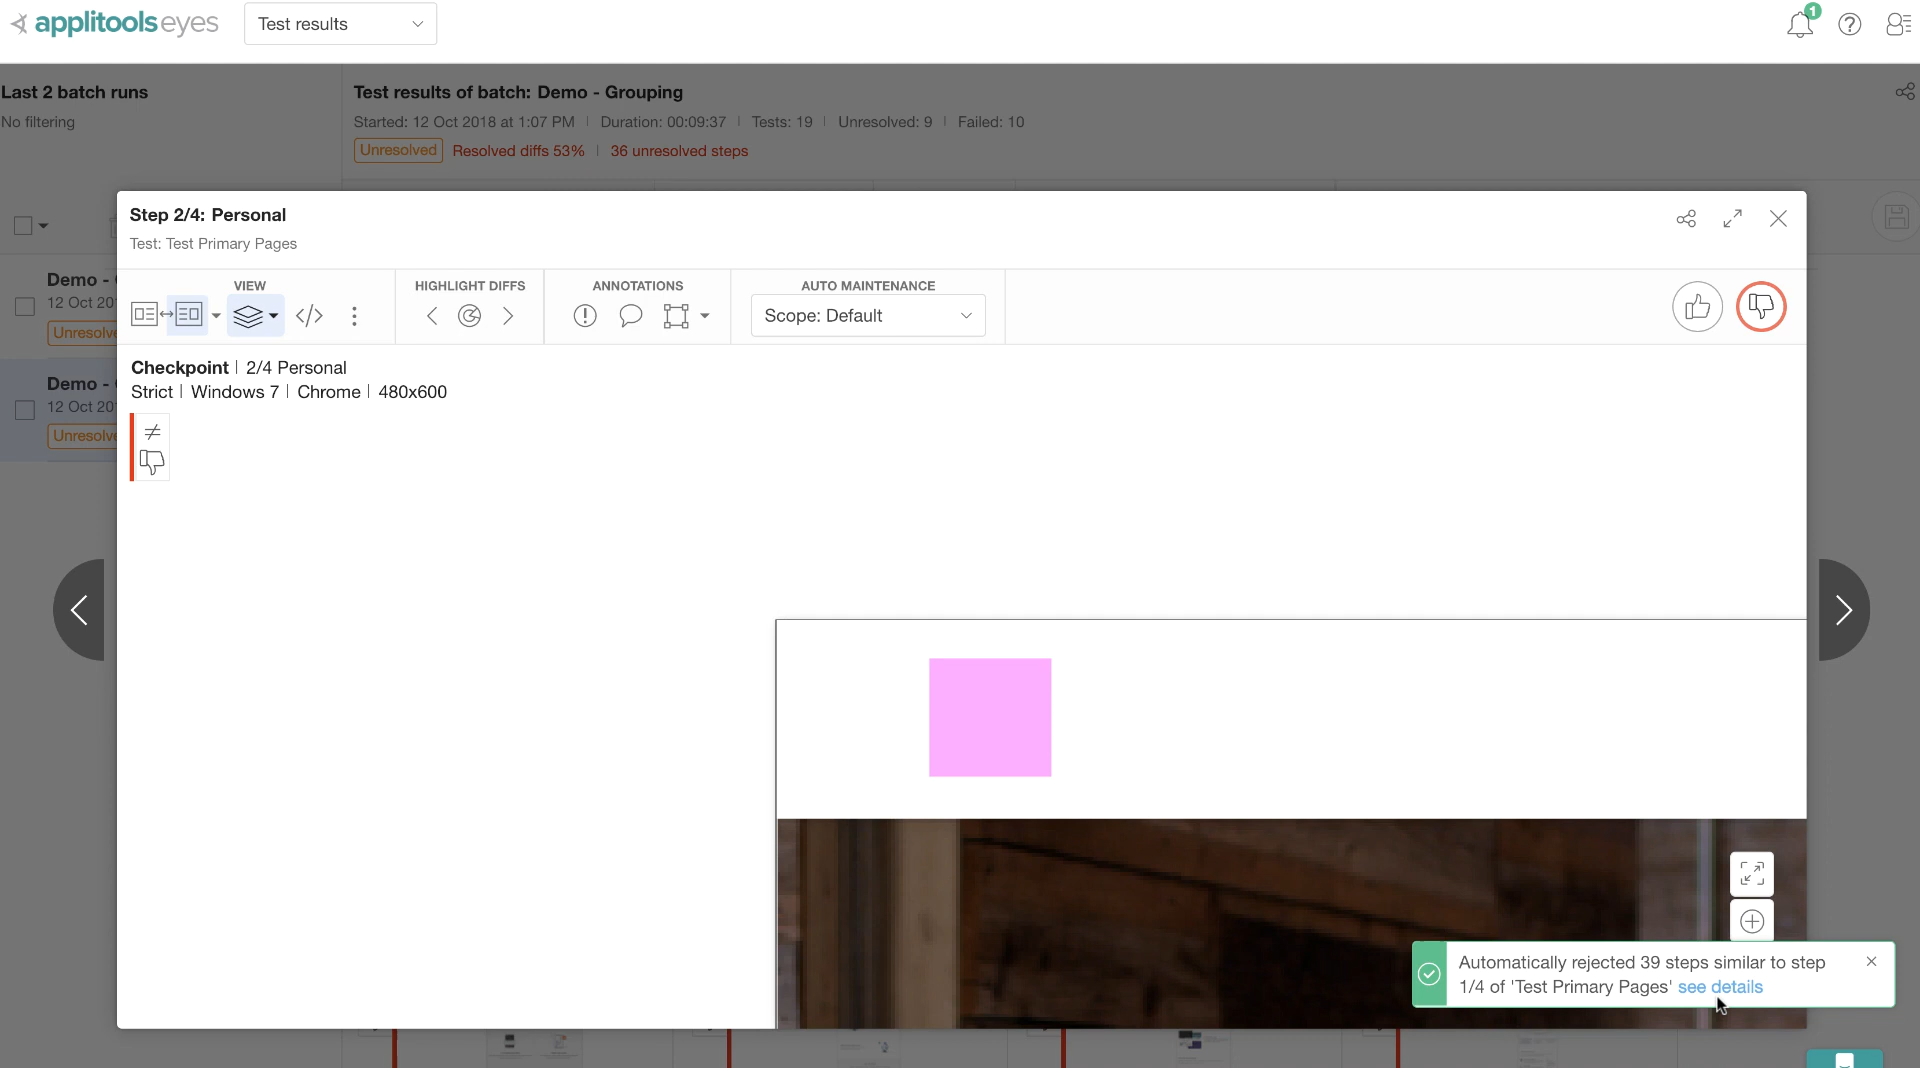 applitools eyes
Test results
1
Last 2 batch runs
No filtering
Test results of batch: Demo - Grouping
Started: 12 Oct 2018 at 1:07 PM | Duration: 00:09:37 | Tests: 19 | Unresolved: 9 | Failed: 10
Unresolved Resolved diffs 53% | 36 unresolved steps
Step 2/4: Personal
Test: Test Primary Pages
VIEW
HIGHLIGHT DIFFS
ANNOTATIONS
AUTO MAINTENANCE
Scope: Default
Demo -
12 Oct 20
Unresolve
Demo -
12 Oct 20
Unresolve
Checkpoint | 2/4 Personal
Strict | Windows 7 | Chrome | 480x600
Automatically rejected 39 steps similar to step
1/4 of 'Test Primary Pages' see details